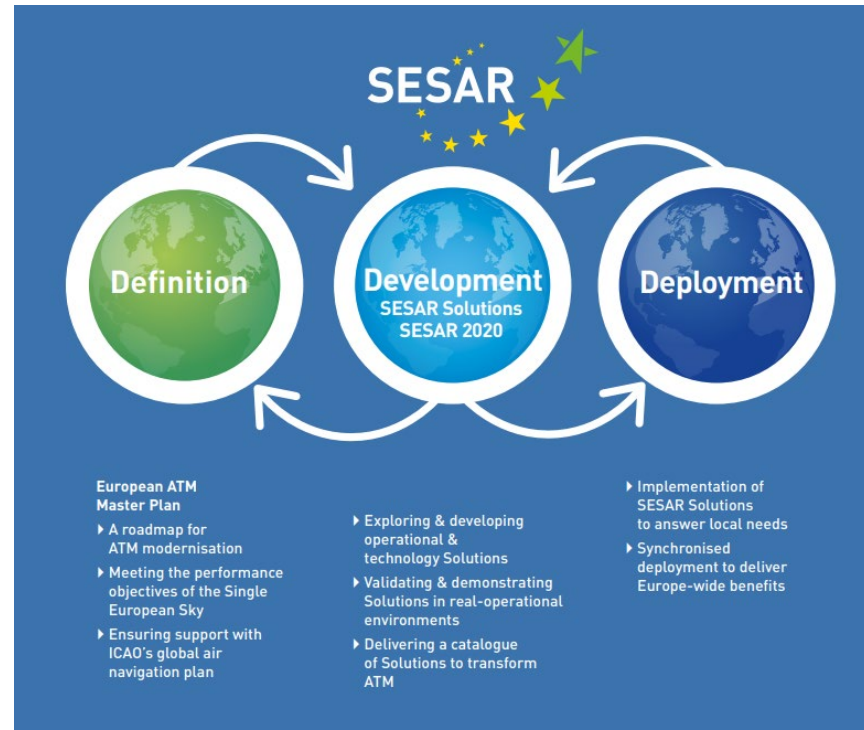 SESAR
Definition
Development
SESAR Solutions
SESAR 2020
Deployment
European ATM
Master Plan
A roadmap for
ATM modernisation
Meeting the performance
objectives of the Single
European Sky
Ensuring support with
ICAO's global air
navigation plan
Exploring & developing
operational &
technology Solutions
Validating & demonstrating
Solutions in real-operational
environments
Delivering a catalogue
of Solutions to transform
ATM
Implementation of
SESAR Solutions
to answer local needs
Synchronised
deployment to deliver
Europe-wide benefits